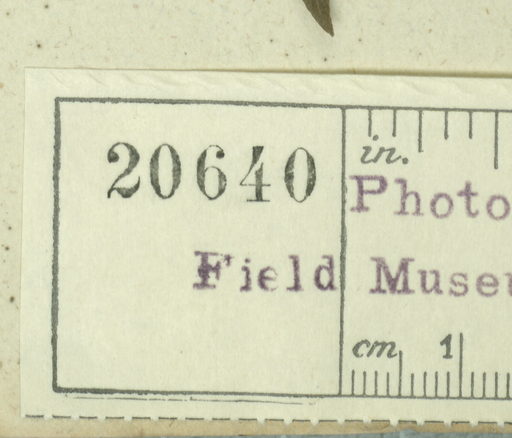 20640
in.
Photo
Field Museu
cm 1